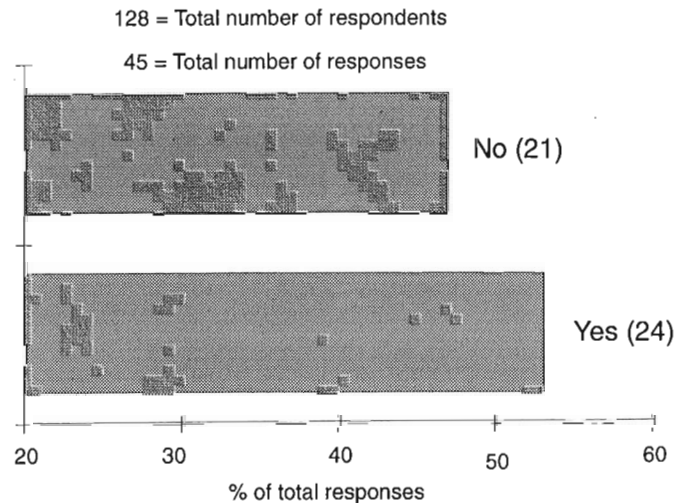 128 = Total number of respondents
45 = Total number of responses
No (21)
Yes (24)
20 30 40 50 60
% of total responses